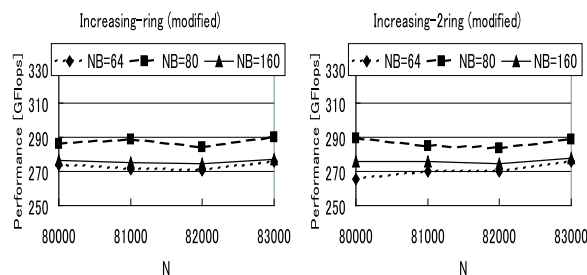 Increasing-ring (modified)
NB=64 NB=80 NB=160
Performance [GFlops]
330
310
290
270
250
80000 81000 82000 83000
N
Increasing-2ring (modified)
NB=64 NB=80 NB=160
Performance [GFlops]
330
310
290
270
250
80000 81000 82000 83000
N